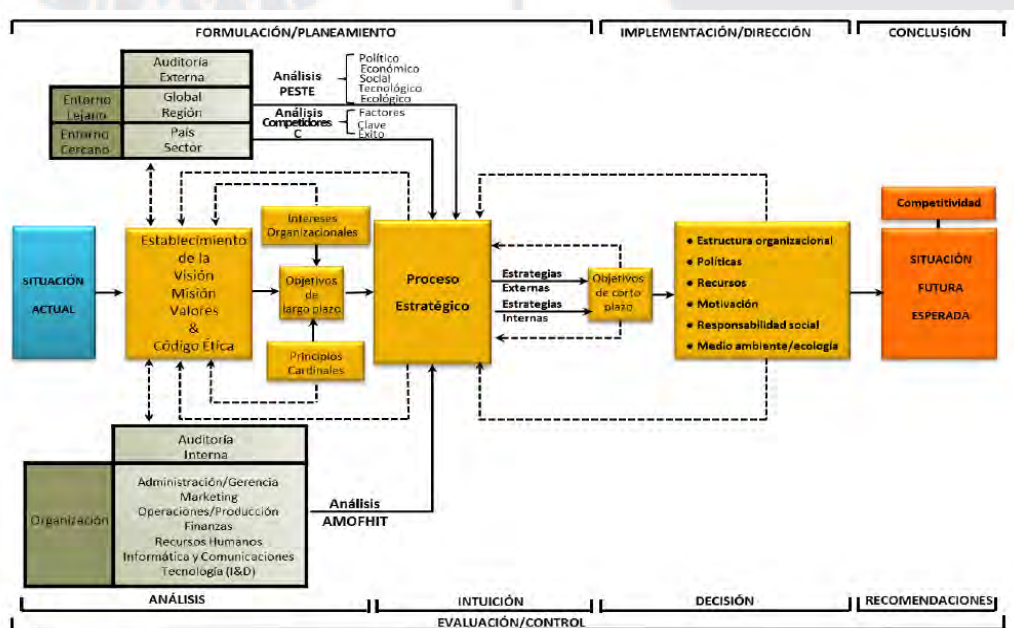 FORMULACIÓN/PLANEAMIENTO
IMPLEMENTACIÓN/DIRECCIÓN
CONCLUSIÓN
Auditoría
Externa
Entorno
Lejano
Global
Región
Entorno
Cercano
País
Sector
Análisis
PESTE
Político
Económico
Social
Tecnológico
Ecológico
Análisis
Competidores
C
Factores
Clave
Exito
SITUACIÓN
ACTUAL
Establecimiento
de la
Visión
Misión
Valores
&
Código Ética
Intereses
Organizacionales
Objetivos
de
largo plazo
Principios
Cardinales
Proceso
Estratégico
Estrategias
Externas
Estrategias
Internas
Objetivos
de corto
plazo
• Estructura organizacional
• Políticas
• Recursos
• Motivación
• Responsabilidad social
• Medio ambiente/ecología
Competitividad
SITUACIÓN
FUTURA
ESPERADA
Auditoría
Interna
Organización
Administración/Gerencia
Marketing
Operaciones/Producción
Finanzas
Recursos Humanos
Informática y Comunicaciones
Tecnología (I&D)
Análisis
AMOFHIT
ANÁLISIS
INTUICIÓN
DECISIÓN
RECOMENDACIONES
EVALUACIÓN/CONTROL